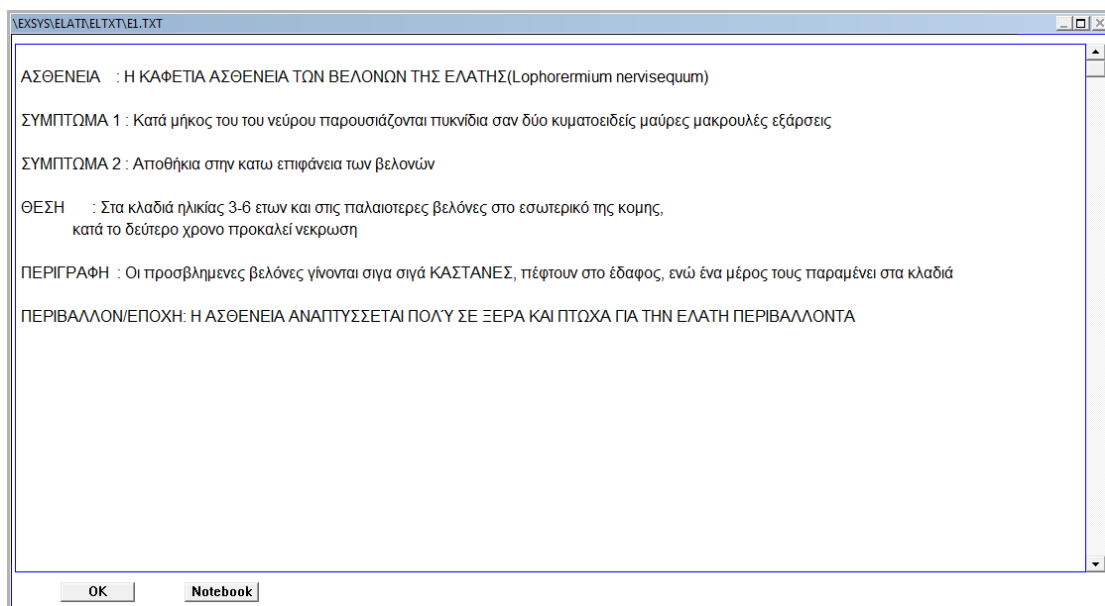 \EXSYS\ELATI\ELTXT\E1.TXT
ΑΣΘΕΝΕΙΑ : Η ΚΑΦΕΤΙΑ ΑΣΘΕΝΕΙΑ ΤΩΝ ΒΕΛΟΝΩΝ ΤΗΣ ΕΛΑΤΗΣ(Lophorermium nervisequum)
ΣΥΜΠΤΩΜΑ 1 : Κατά μήκος του του νεύρου παρουσιάζονται πυκνίδια σαν δύο κυματοειδείς μαύρες μακρουλές εξάρσεις
ΣΥΜΠΤΩΜΑ 2 : Αποθήκια στην κατω επιφάνεια των βελονών
ΘΕΣΗ : Στα κλαδιά ηλικίας 3-6 ετων και στις παλαιοτερες βελόνες στο εσωτερικό της κομης,
κατά το δεύτερο χρονο προκαλεί νεκρωση
ΠΕΡΙΓΡΑΦΗ : Οι προσβλημενες βελόνες γίνονται σιγα σιγά ΚΑΣΤΑΝΕΣ, πέφτουν στο έδαφος, ενώ ένα μέρος τους παραμένει στα κλαδιά
ΠΕΡΙΒΑΛΛΟΝ/ΕΠΟΧΗ: Η ΑΣΘΕΝΕΙΑ ΑΝΑΠΤΥΣΣΕΤΑΙ ΠΟΛΎ ΣΕ ΞΕΡΑ ΚΑΙ ΠΤΩΧΑ ΓΙΑ ΤΗΝ ΕΛΑΤΗ ΠΕΡΙΒΑΛΛΟΝΤΑ
OK Notebook